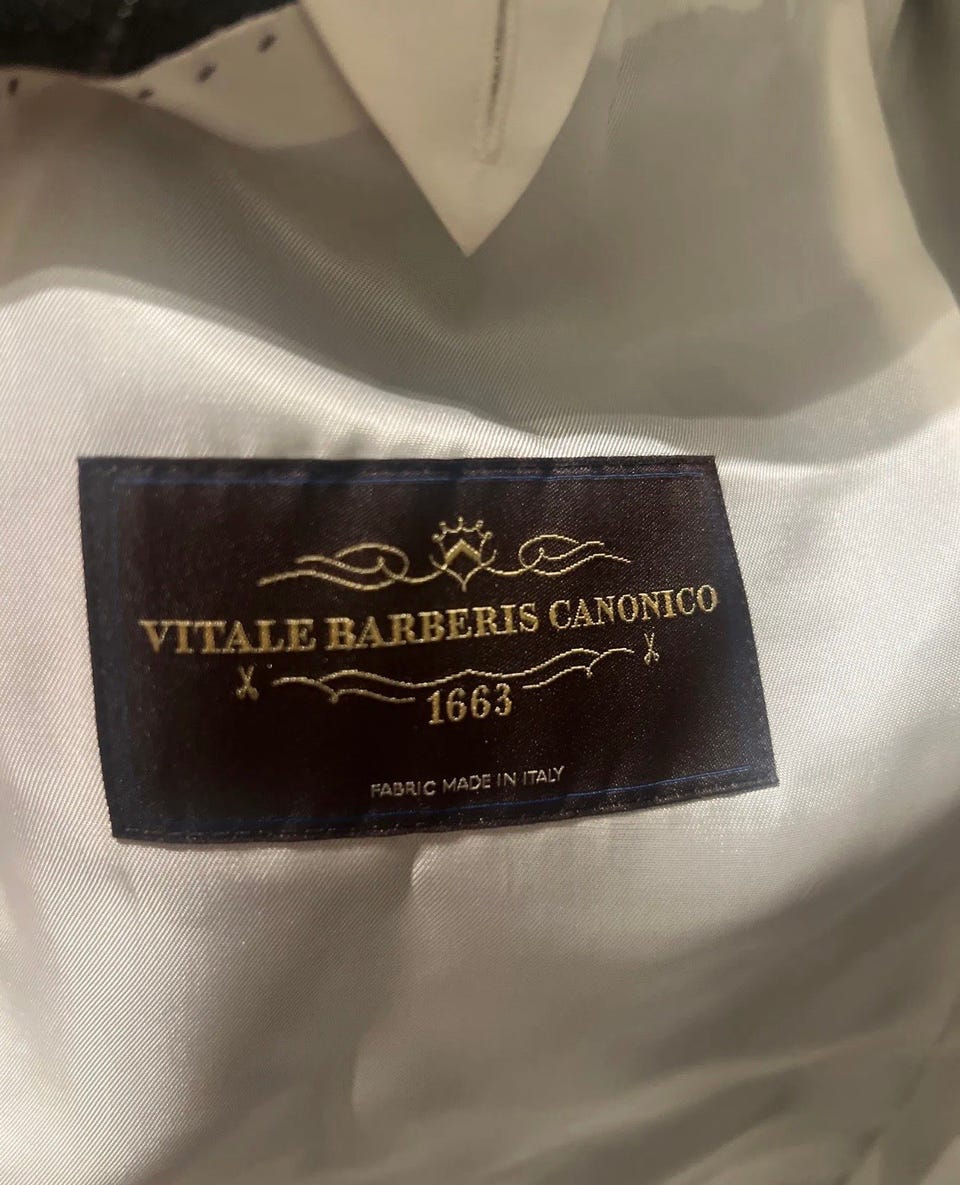 VITALE BARBERIS CANONICO
1663
FABRIC MADE IN ITALY